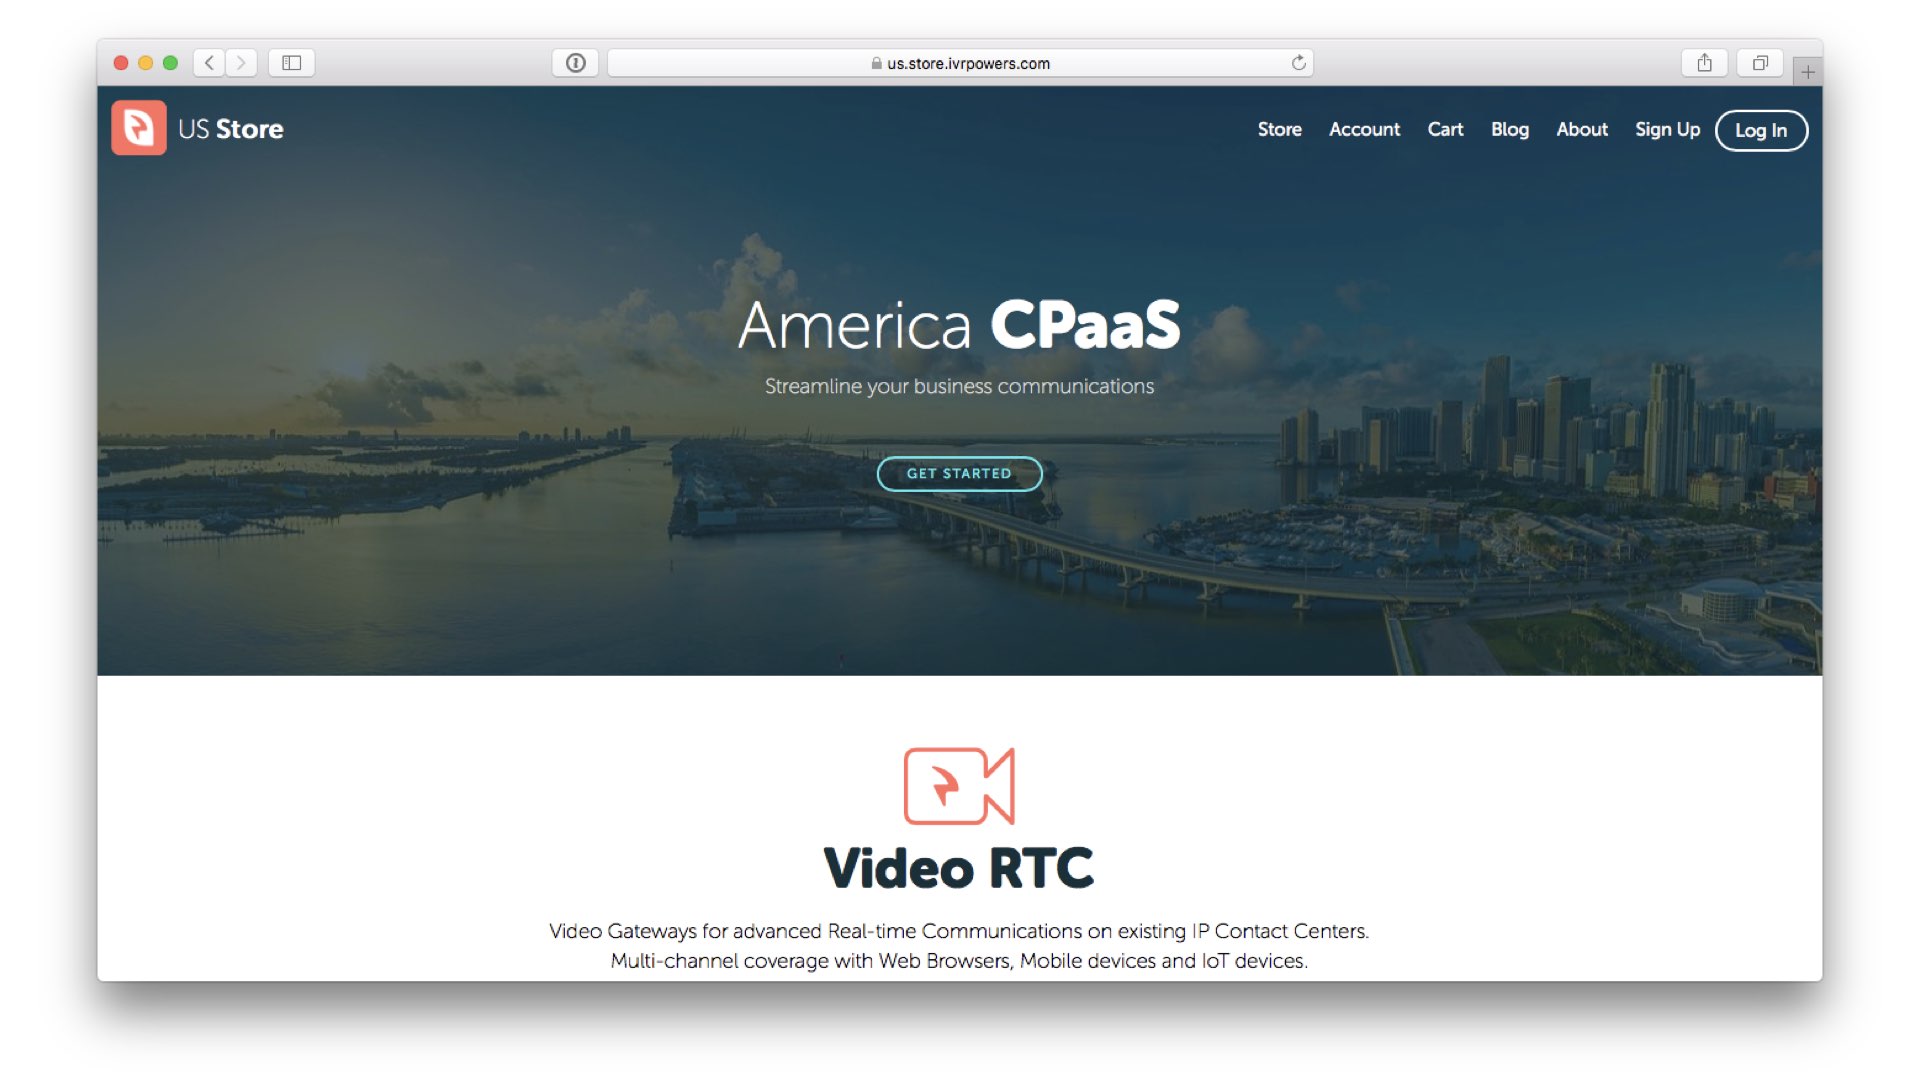 us.store.ivrpowers.com
US Store
Store Account Cart Blog About Sign Up Log In
America CPaaS
Streamline your business communications
GET STARTED
Video RTC
Video Gateways for advanced Real-time Communications on existing IP Contact Centers.
Multi-channel coverage with Web Browsers, Mobile devices and IoT devices.